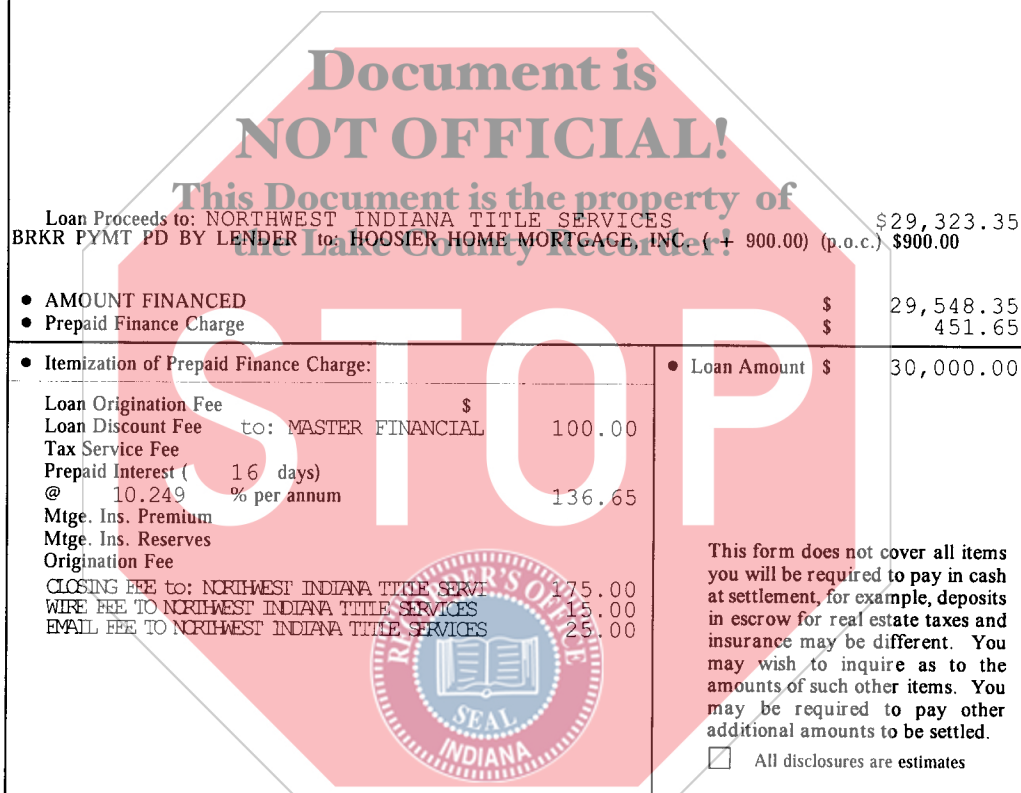 Document is
NOT OFFICIAL!
This Document is the property of
the Lake County Recorder!
Loan Proceeds to: NORTHWEST INDIANA TITLE SERVICES $29,323.35
BRKR PYMT PD BY LENDER to: HOOSIER HOME MORTGAGE, INC. ( + 900.00) (p.o.c.) $900.00
• AMOUNT FINANCED $ 29,548.35
• Prepaid Finance Charge $ 451.65
• Itemization of Prepaid Finance Charge:
• Loan Amount $ 30,000.00
Loan Origination Fee $
Loan Discount Fee to: MASTER FINANCIAL 100.00
Tax Service Fee
Prepaid Interest ( 16 days)
@ 10.249 % per annum 136.65
Mtge. Ins. Premium
Mtge. Ins. Reserves
Origination Fee
CLOSING FEE to: NORTHWEST INDIANA TITLE SERVI 175.00
WIRE FEE TO NORTHWEST INDIANA TITLE SERVICES 15.00
EMAIL FEE TO NORTHWEST INDIANA TITLE SERVICES 25.00
This form does not cover all items
you will be required to pay in cash
at settlement, for example, deposits
in escrow for real estate taxes and
insurance may be different. You
may wish to inquire as to the
amounts of such other items. You
may be required to pay other
additional amounts to be settled.
All disclosures are estimates
STOP
RECORDER'S OFFICE
SEAL
INDIANA